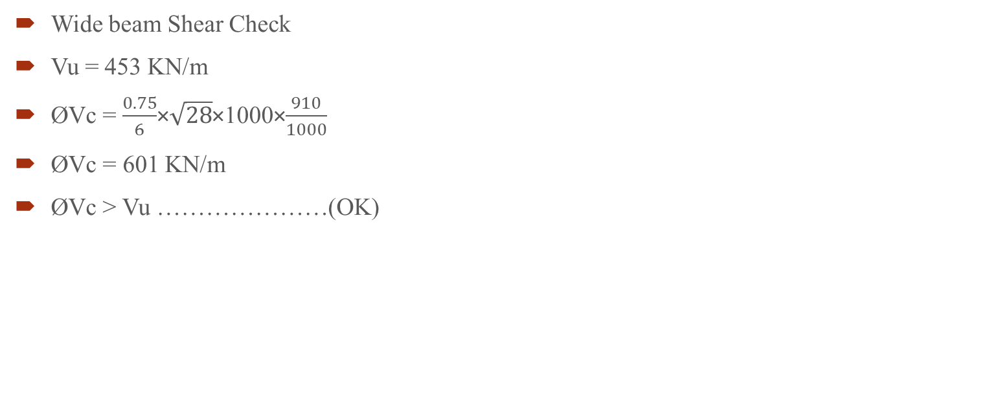 Wide beam Shear Check
Vu = 453 KN/m
ØVc = 0.75/6×√28×1000×910/1000
ØVc = 601 KN/m
ØVc > Vu …………………(OK)